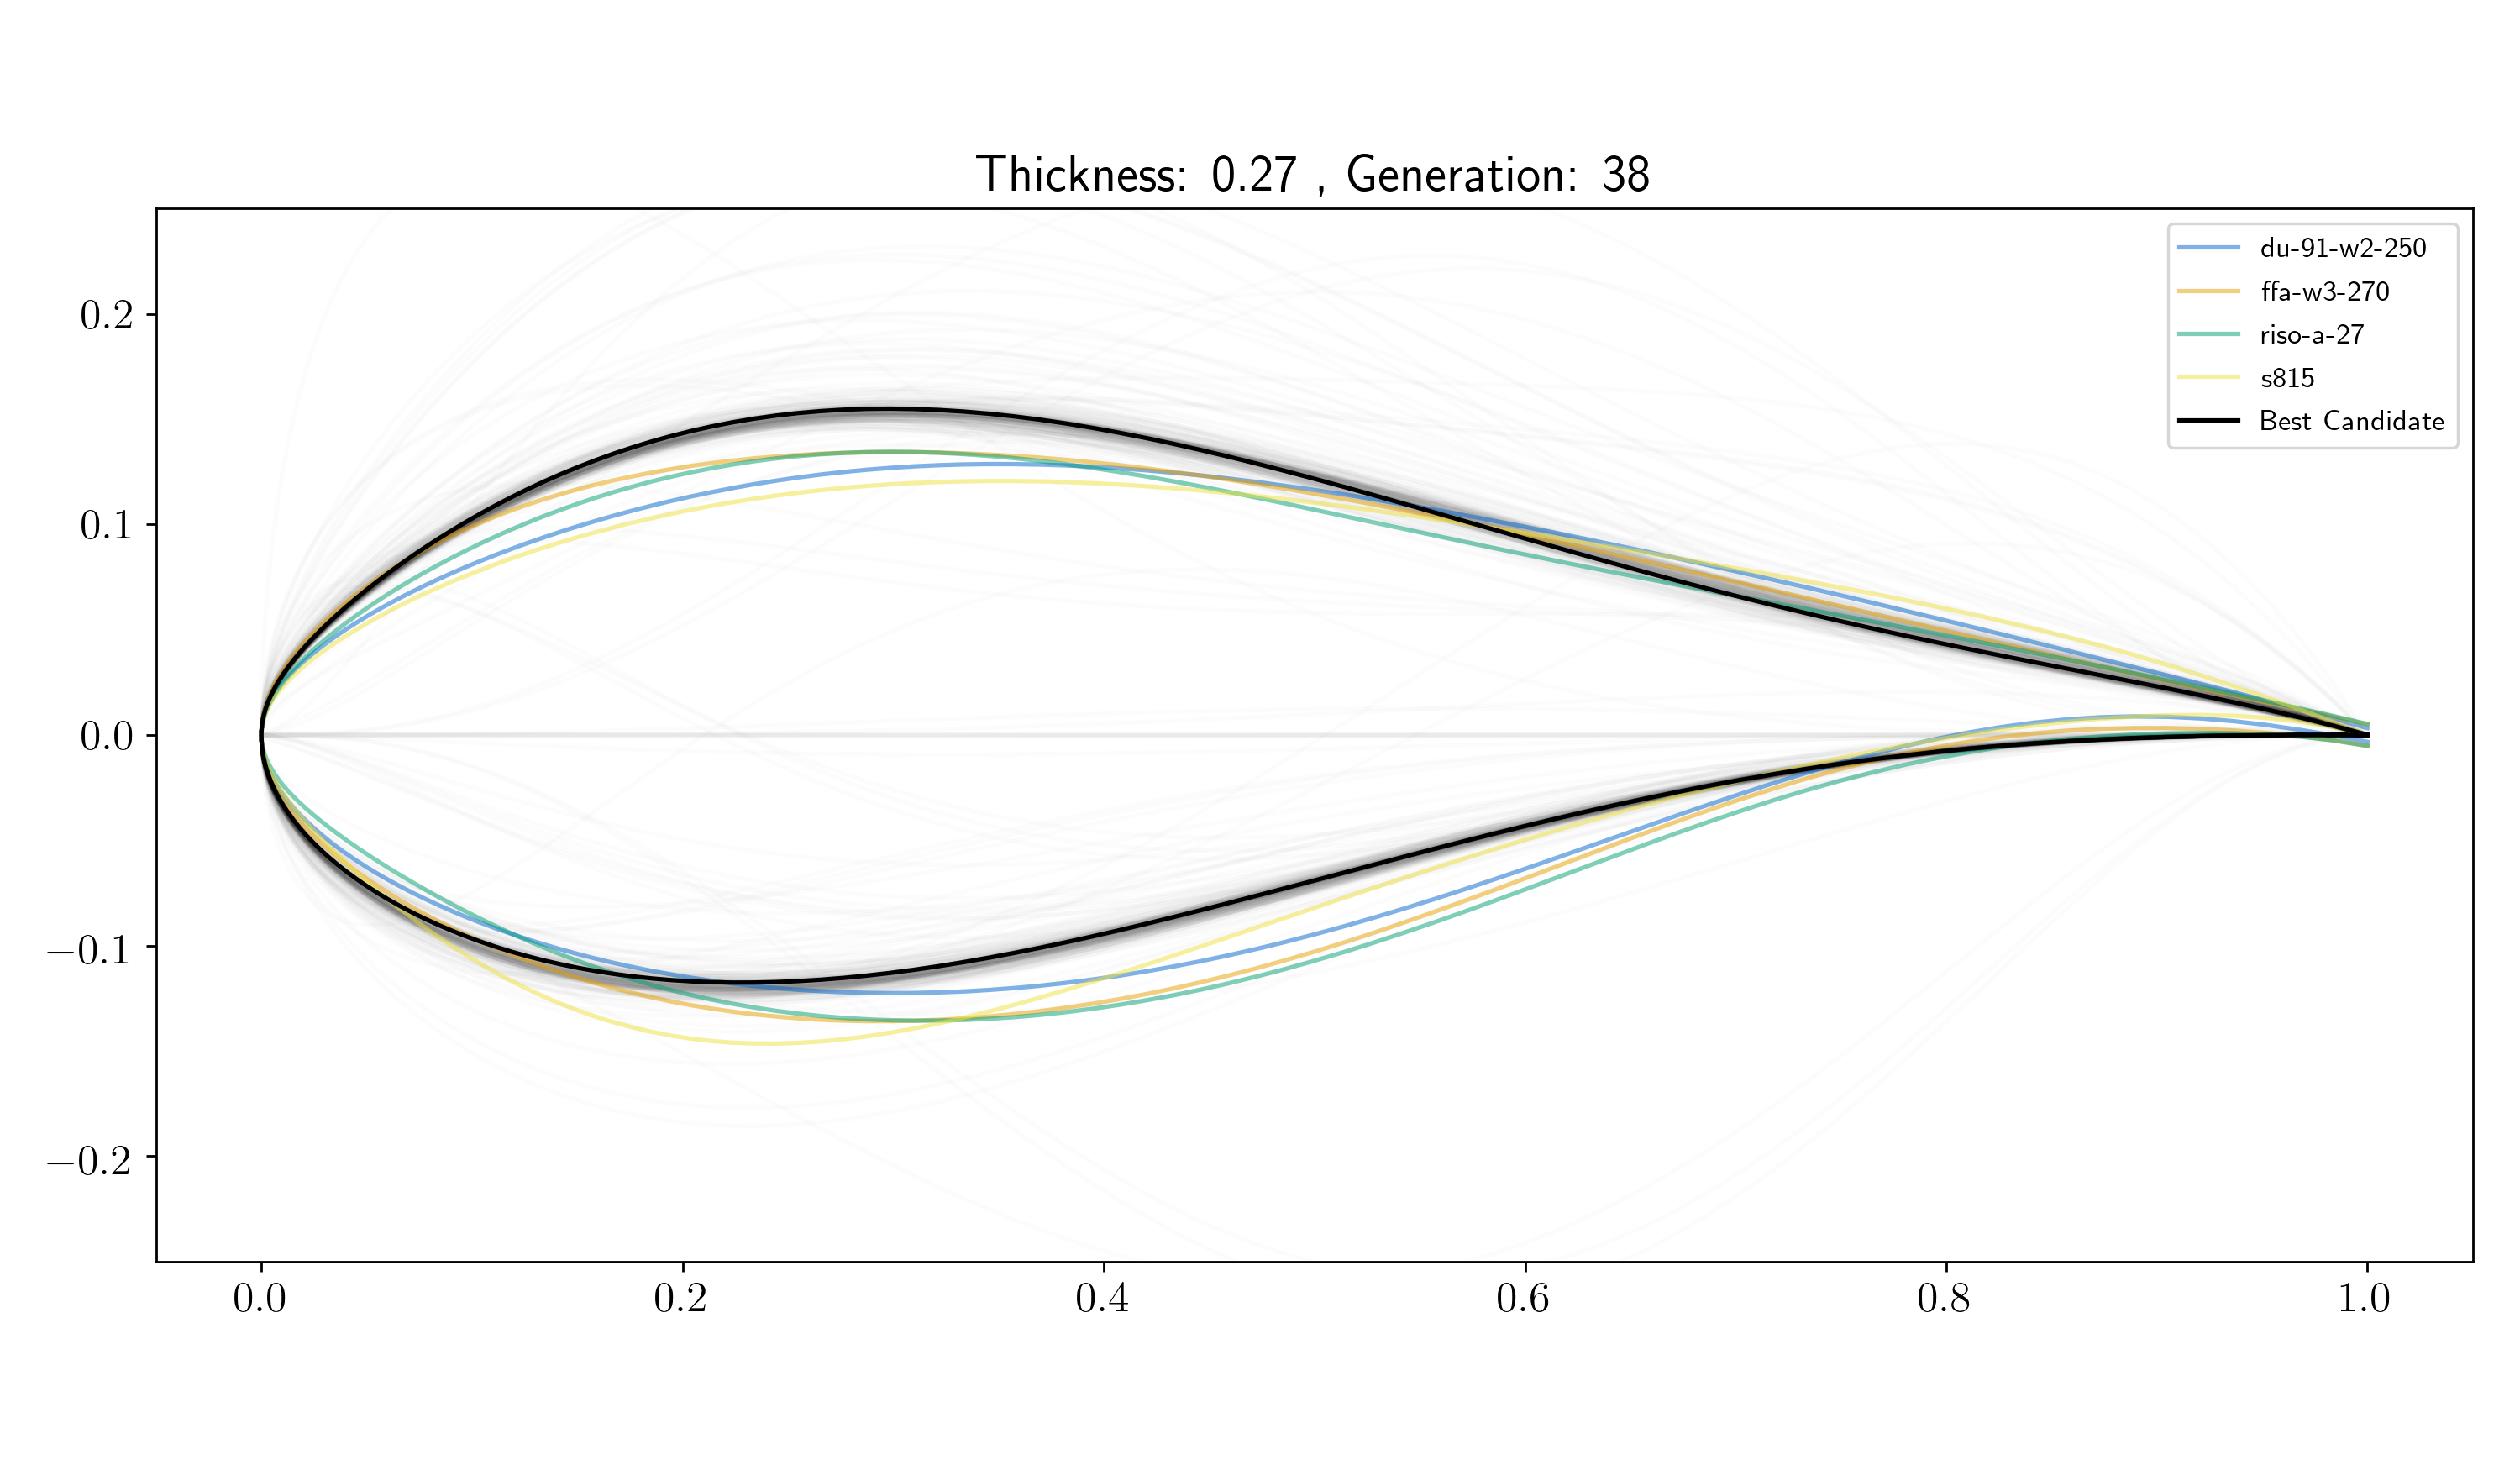 Thickness: 0.27 , Generation: 38
du-91-w2-250
ffa-w3-270
riso-a-27
s815
Best Candidate
0.2
0.1
0.0
−0.1
−0.2
0.0 0.2 0.4 0.6 0.8 1.0